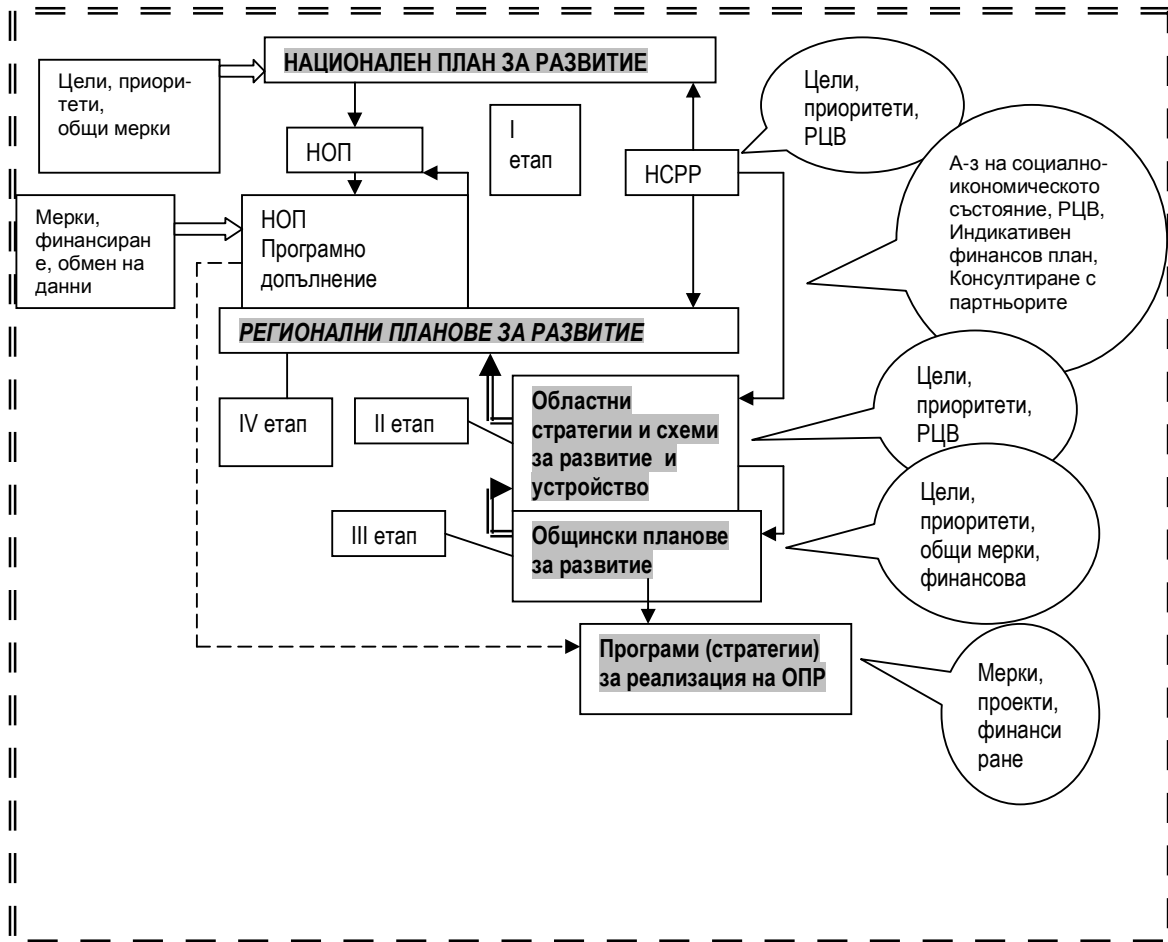 НАЦИОНАЛЕН ПЛАН ЗА РАЗВИТИЕ
Цели, приори-
тети,
общи мерки
Цели,
приоритети,
РЦВ
I
етап
НОП
НСРР
А-з на социално-
икономическото
състояние, РЦВ,
Индикативен
финансов план,
Консултиране с
партньорите
Мерки,
финансиран
е, обмен на
данни
НОП
Програмно
допълнение
РЕГИОНАЛНИ ПЛАНОВЕ ЗА РАЗВИТИЕ
Цели,
приоритети,
РЦВ
IV етап
II етап
Областни
стратегии и схеми
за развитие и
устройство
Цели,
приоритети,
общи мерки,
финансова
III етап
Общински планове
за развитие
Програми (стратегии)
за реализация на ОПР
Мерки,
проекти,
финанси
ране